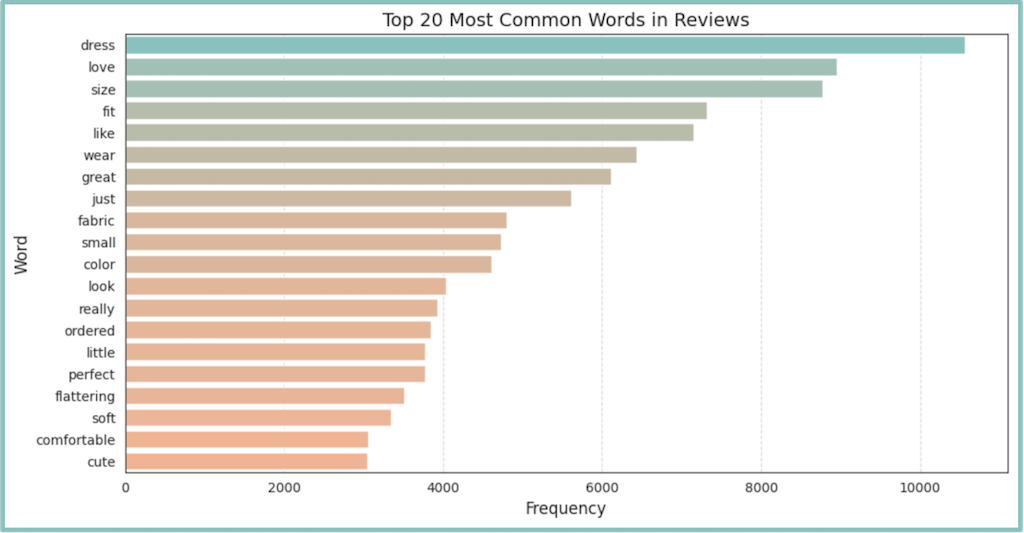 Top 20 Most Common Words in Reviews
Word
dress
love
size
fit
like
wear
great
just
fabric
small
color
look
really
ordered
little
perfect
flattering
soft
comfortable
cute
0 2000 4000 6000 8000 10000
Frequency